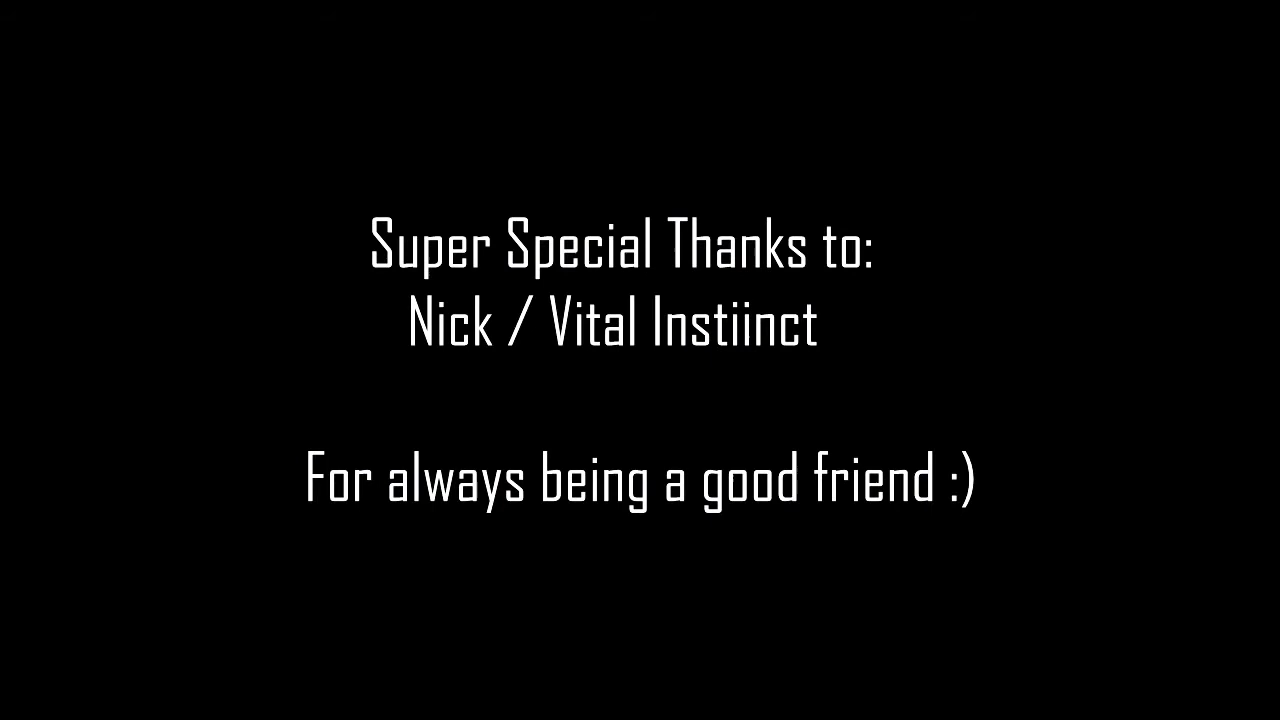 Super Special Thanks to:
Nick / Vital Instiinct
For always being a good friend :)